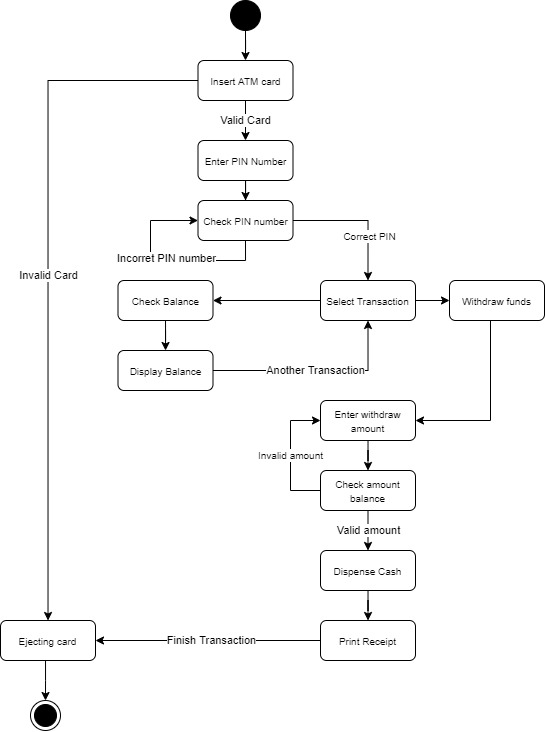 Insert ATM card
Valid Card
Enter PIN Number
Check PIN number
Correct PIN
Incorret PIN number
Invalid Card
Check Balance
Select Transaction
Withdraw funds
Display Balance
Another Transaction
Enter withdraw
amount
Invalid amount
Check amount
balance
Valid amount
Dispense Cash
Ejecting card
Finish Transaction
Print Receipt